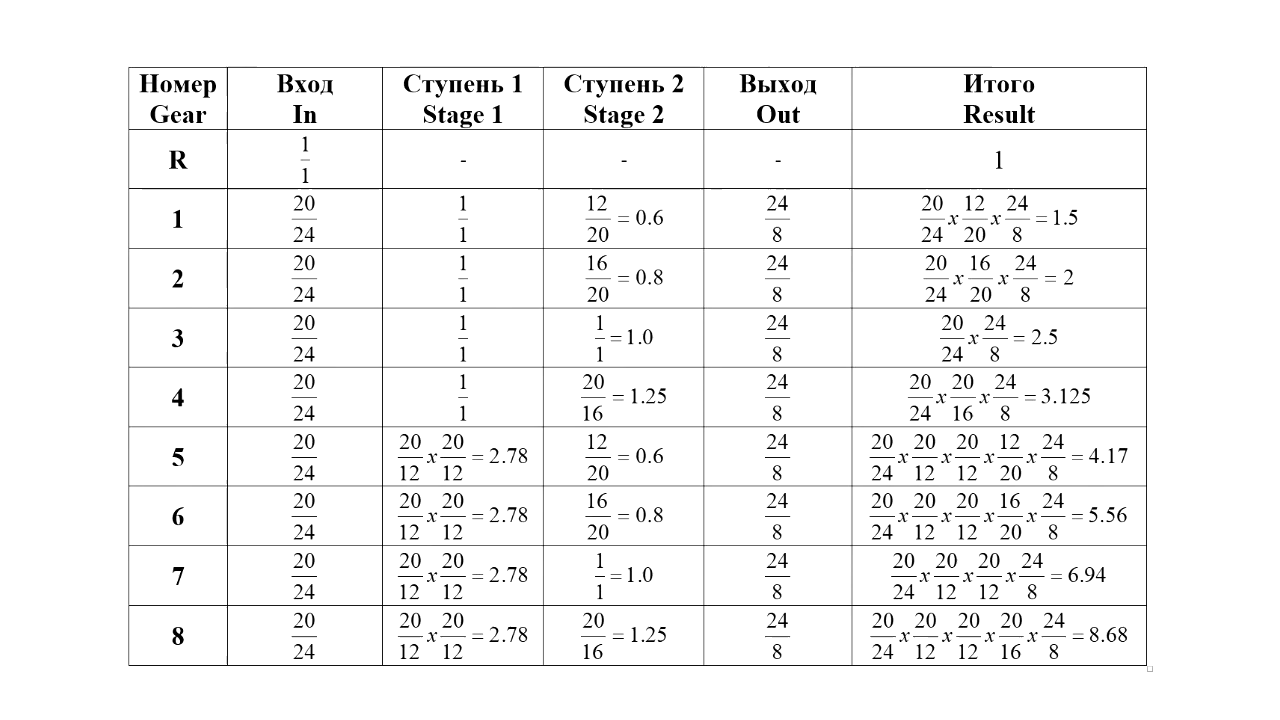 Номер Вход Ступень 1 Ступень 2 Выход Итого
Gear In Stage 1 Stage 2 Out Result
R 1/1 - - - 1
1 20/24 1/1 12/20 = 0.6 24/8 20/24 x 12/20 x 24/8 = 1.5
2 20/24 1/1 16/20 = 0.8 24/8 20/24 x 16/20 x 24/8 = 2
3 20/24 1/1 1/1 = 1.0 24/8 20/24 x 24/8 = 2.5
4 20/24 1/1 20/16 = 1.25 24/8 20/24 x 20/16 x 24/8 = 3.125
5 20/24 20/12 x 20/12 = 2.78 12/20 = 0.6 24/8 20/24 x 20/12 x 20/12 x 12/20 x 24/8 = 4.17
6 20/24 20/12 x 20/12 = 2.78 16/20 = 0.8 24/8 20/24 x 20/12 x 20/12 x 16/20 x 24/8 = 5.56
7 20/24 20/12 x 20/12 = 2.78 1/1 = 1.0 24/8 20/24 x 20/12 x 20/12 x 24/8 = 6.94
8 20/24 20/12 x 20/12 = 2.78 20/16 = 1.25 24/8 20/24 x 20/12 x 20/12 x 20/16 x 24/8 = 8.68